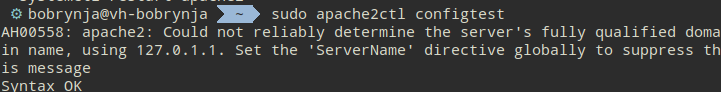 bobrynja@vh-bobrynja ~ sudo apache2ctl configtest
AH00558: apache2: Could not reliably determine the server's fully qualified doma
in name, using 127.0.1.1. Set the 'ServerName' directive globally to suppress th
is message
Syntax OK